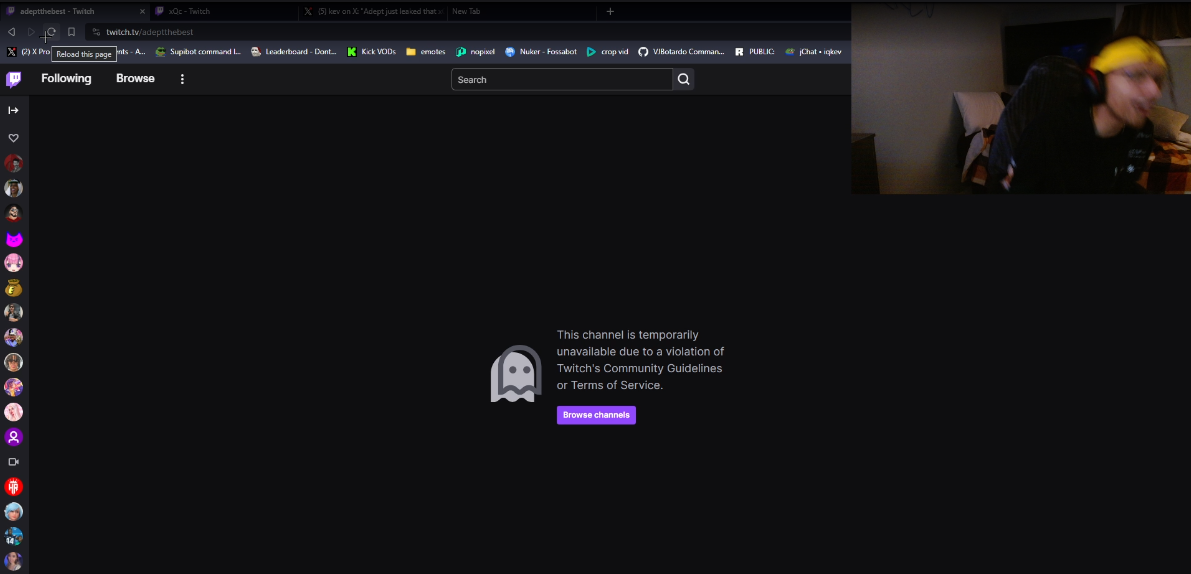 adeptthebest - Twitch
xQc - Twitch
(5) kev on X: "Adept just leaked that x
New Tab
twitch.tv/adeptthebest
Reload this page
(2) X Pro
nts - A...
Supibot command l...
Leaderboard - Dont...
Kick VODs
emotes
nopixel
Nuker - Fossabot
crop vid
VJBotardo Comman...
PUBLIC:
jChat • iqkev
Following
Browse
Search
This channel is temporarily
unavailable due to a violation of
Twitch's Community Guidelines
or Terms of Service.
Browse channels